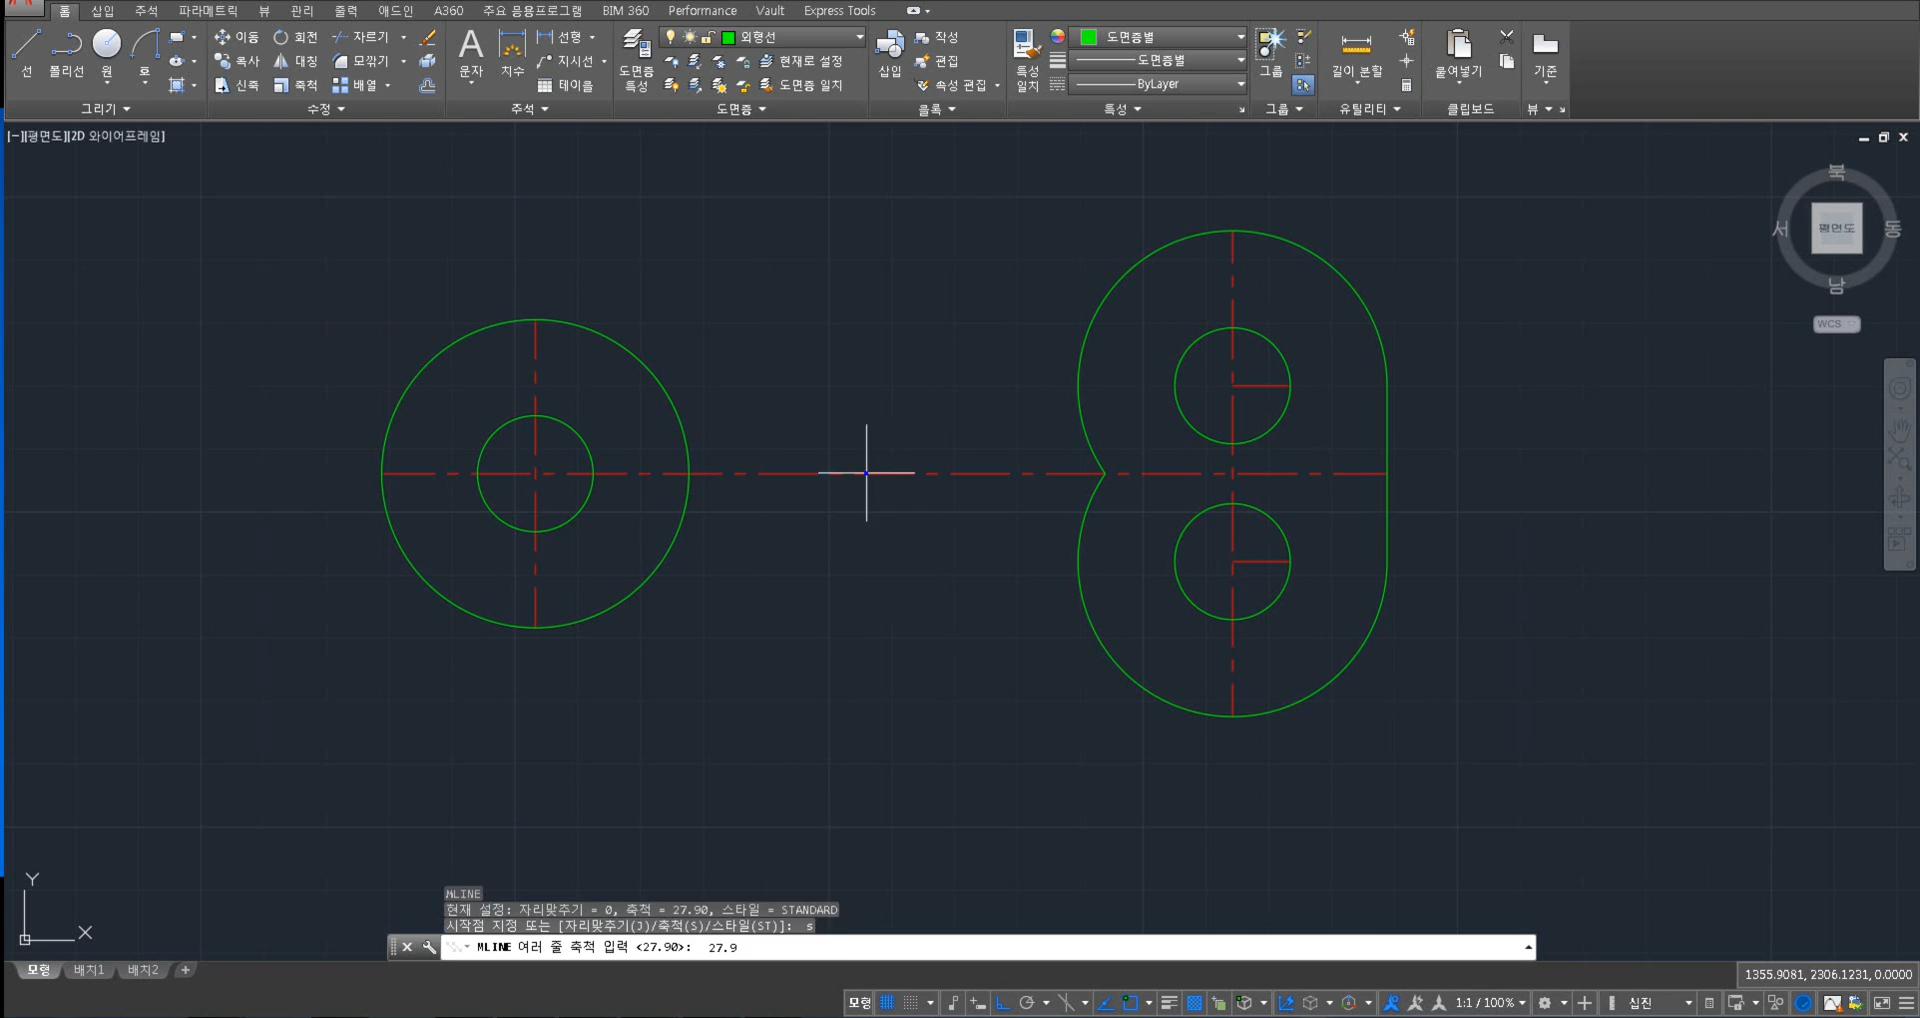 홈 삽입 주석 파라메트릭 뷰 관리 출력 애드인 A360 주요 응용프로그램 BIM 360 Performance Vault Express Tools
선 폴리선 원 호
이동 회전 자르기
복사 대칭 모깎기
신축 축척 배열
문자 치수
선형
지시선
테이블
도면층 특성
외형선
현재로 설정
도면층 일치
삽입
작성
편집
속성 편집
특성 일치
도면층별
도면층별
ByLayer
그룹
길이 분할
붙여넣기
기준
그리기 수정 주석 도면층 블록 특성 그룹 유틸리티 클립보드 뷰
[-][평면도][2D 와이어프레임]
북
서 평면도 동
남
WCS
Y
X
MLINE
현재 설정: 자리맞추기 = 0, 축척 = 27.90, 스타일 = STANDARD
시작점 지정 또는 [자리맞추기(J)/축척(S)/스타일(ST)]: s
MLINE 여러 줄 축척 입력 <27.90>: 27.9
모형 배치1 배치2 +
1355.9081, 2306.1231, 0.0000
모형 1:1 / 100% 십진